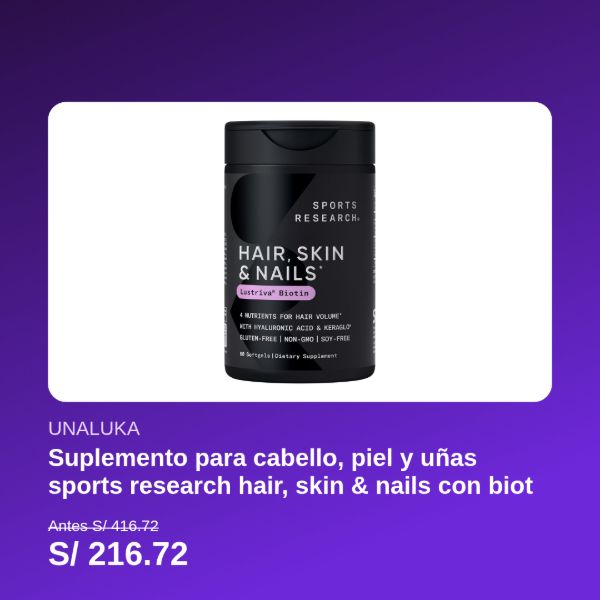 SPORTS
RESEARCH®
HAIR, SKIN
& NAILS*
Lustriva® Biotin
4 NUTRIENTS FOR HAIR VOLUME*
WITH HYALURONIC ACID & KERAGLO®
GLUTEN-FREE | NON-GMO | SOY-FREE
60 Softgels | Dietary Supplement
UNALUKA
Suplemento para cabello, piel y uñas
sports research hair, skin & nails con biot
Antes S/ 416.72
S/ 216.72